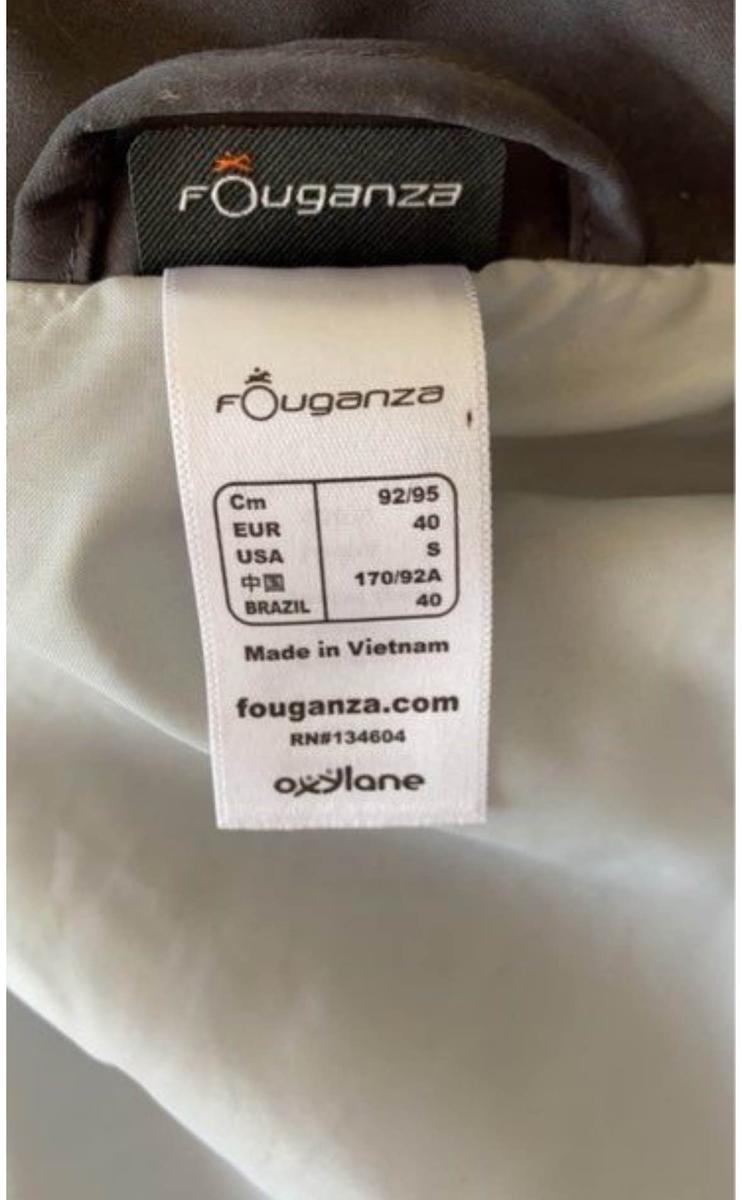 Fouganza
Fouganza
Cm 92/95
EUR 40
USA S
中国 170/92A
BRAZIL 40
Made in Vietnam
fouganza.com
RN#134604
oxylane